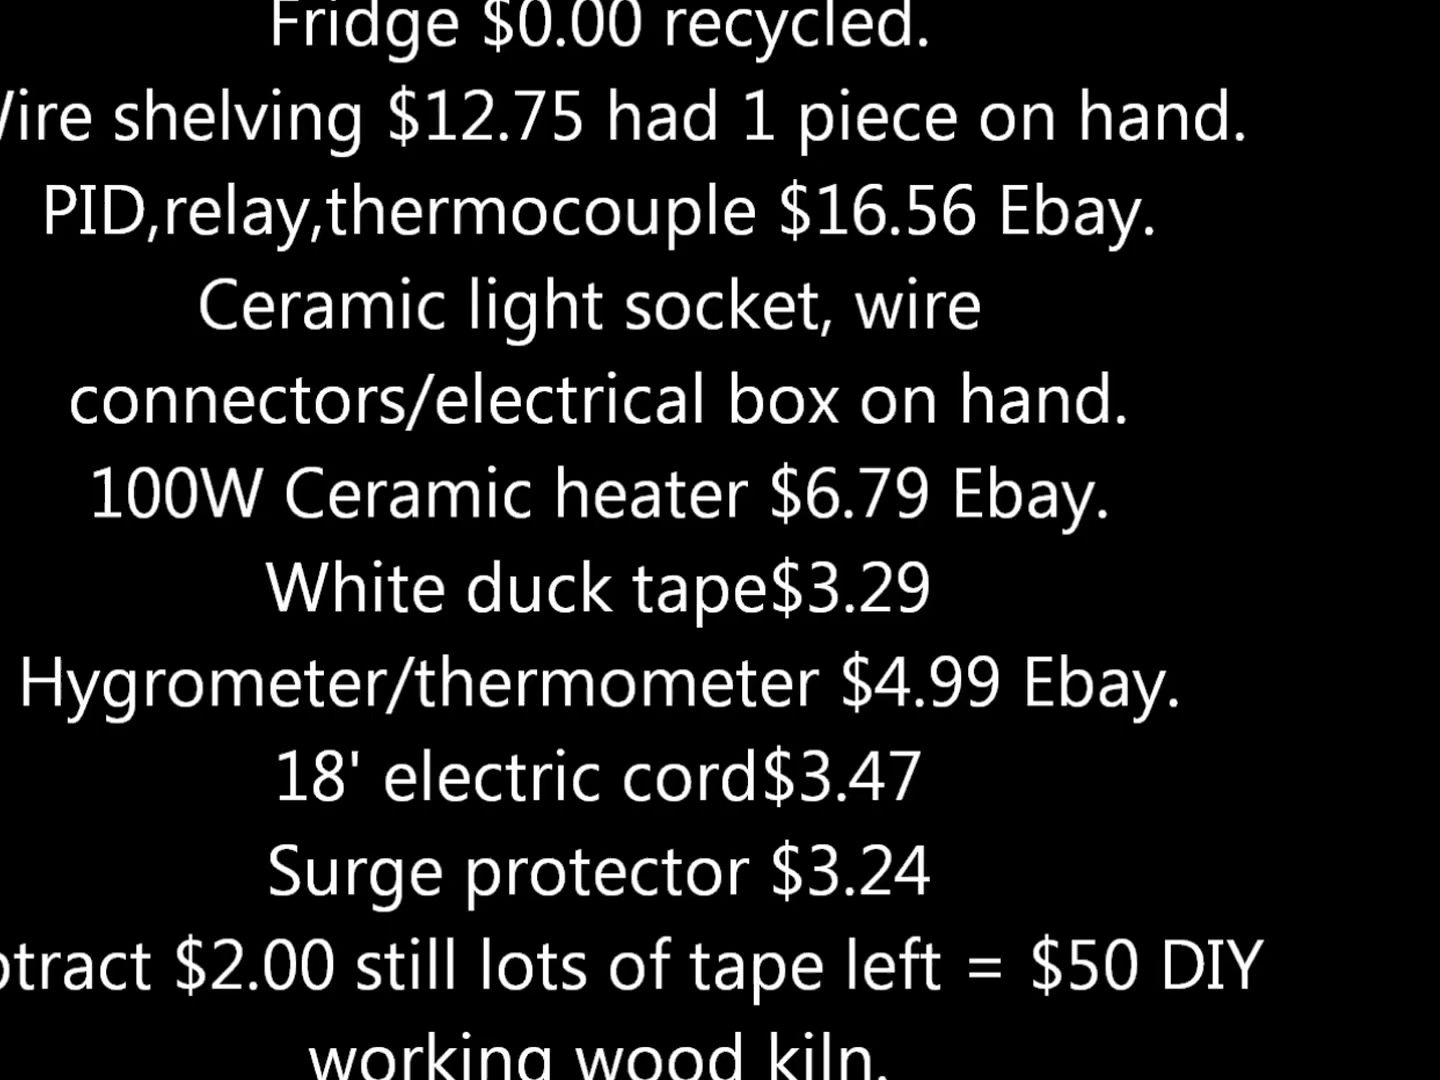 Fridge $0.00 recycled.
Wire shelving $12.75 had 1 piece on hand.
PID,relay,thermocouple $16.56 Ebay.
Ceramic light socket, wire
connectors/electrical box on hand.
100W Ceramic heater $6.79 Ebay.
White duck tape$3.29
Hygrometer/thermometer $4.99 Ebay.
18' electric cord$3.47
Surge protector $3.24
btract $2.00 still lots of tape left = $50 DIY
working wood kiln.